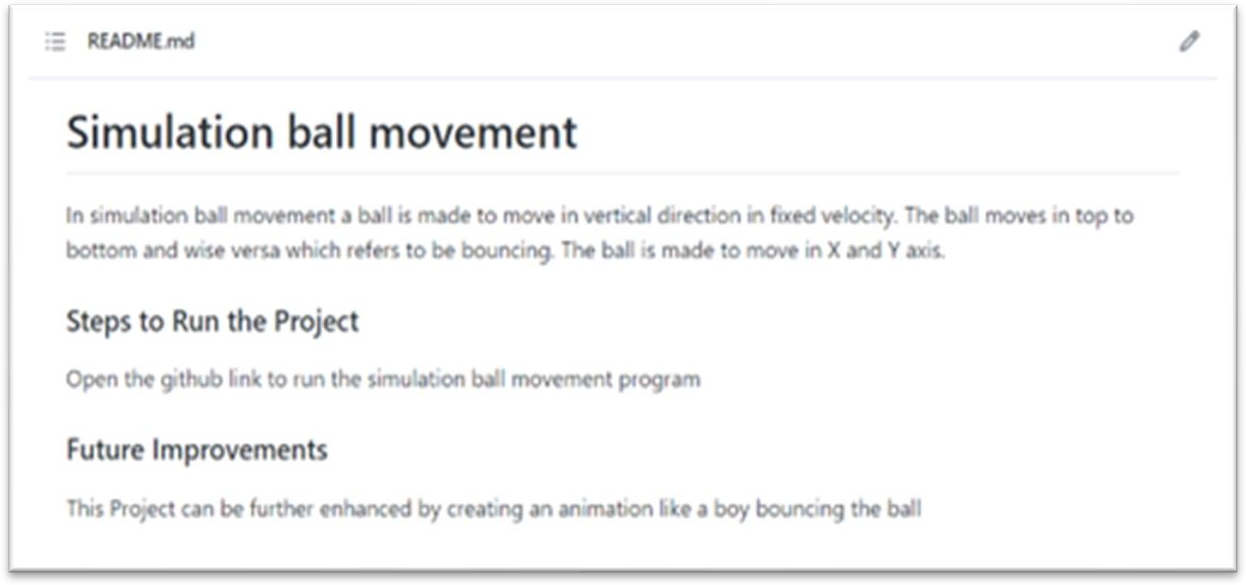 README.md
Simulation ball movement
In simulation ball movement a ball is made to move in vertical direction in fixed velocity. The ball moves in top to
bottom and wise versa which refers to be bouncing. The ball is made to move in X and Y axis.
Steps to Run the Project
Open the github link to run the simulation ball movement program
Future Improvements
This Project can be further enhanced by creating an animation like a boy bouncing the ball